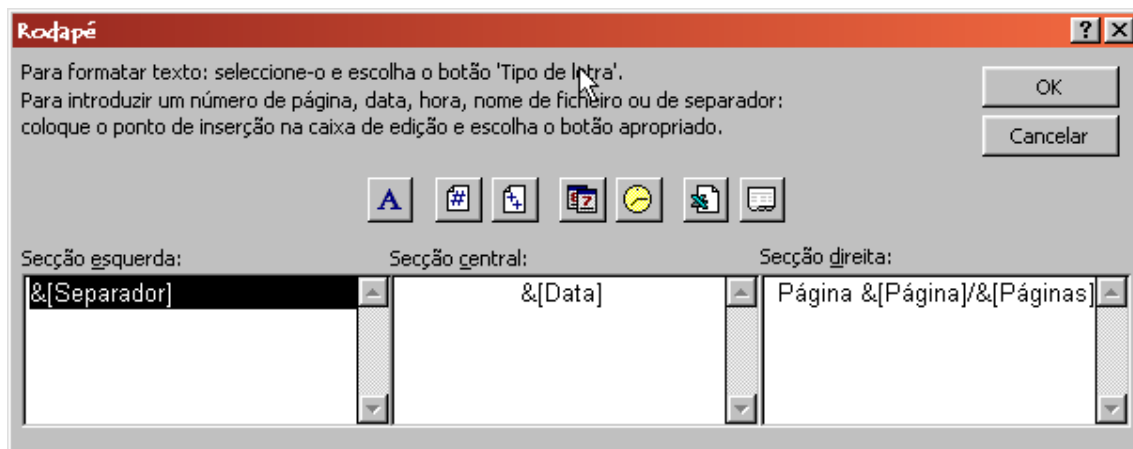 Rodapé
Para formatar texto: seleccione-o e escolha o botão 'Tipo de letra'.
Para introduzir um número de página, data, hora, nome de ficheiro ou de separador:
coloque o ponto de inserção na caixa de edição e escolha o botão apropriado.
OK
Cancelar
Secção esquerda:
Secção central:
Secção direita:
&[Separador]
&[Data]
Página &[Página]/&[Páginas]